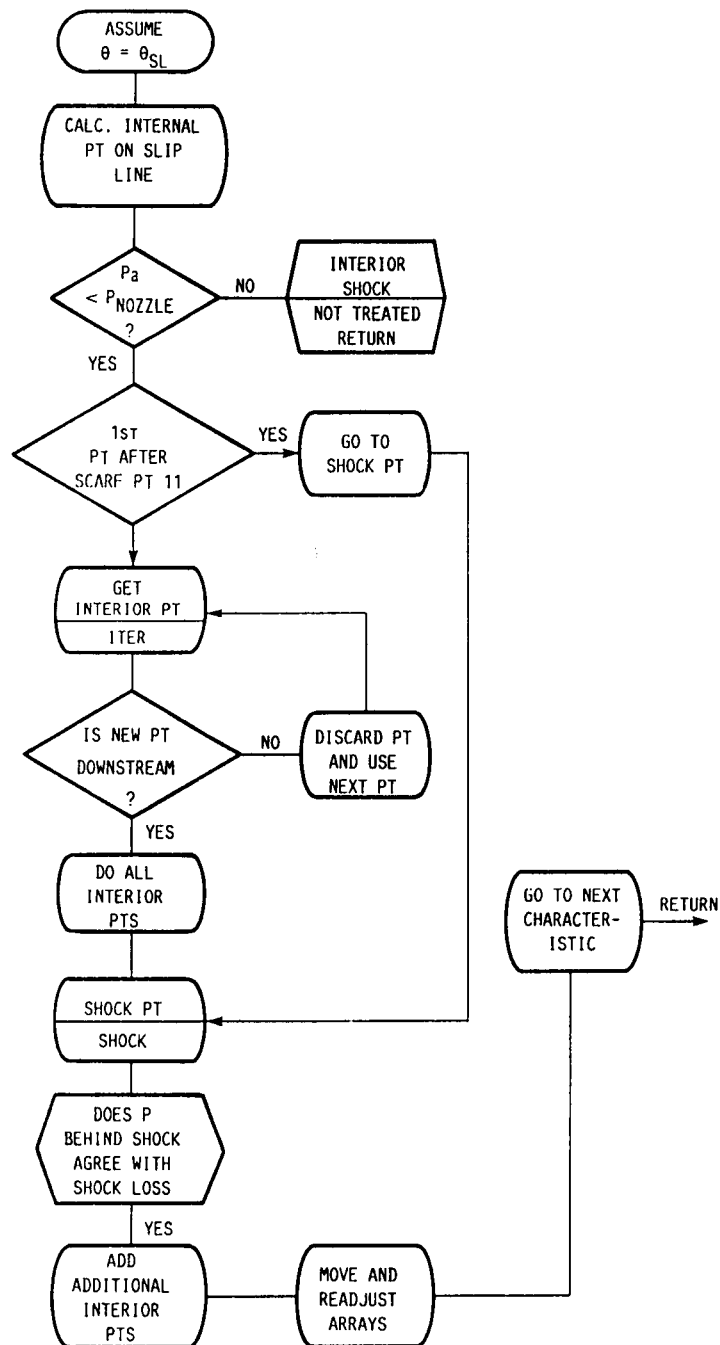 ASSUME
θ = θSL
CALC. INTERNAL
PT ON SLIP
LINE
Pa
< PNOZZLE
?
NO
INTERIOR
SHOCK
NOT TREATED
RETURN
YES
1st
PT AFTER
SCARF PT 11
YES
GO TO
SHOCK PT
GET
INTERIOR PT
ITER
IS NEW PT
DOWNSTREAM
?
NO
DISCARD PT
AND USE
NEXT PT
YES
DO ALL
INTERIOR
PTS
GO TO NEXT
CHARACTER-
ISTIC
RETURN
SHOCK PT
SHOCK
DOES P
BEHIND SHOCK
AGREE WITH
SHOCK LOSS
YES
ADD
ADDITIONAL
INTERIOR
PTS
MOVE AND
READJUST
ARRAYS